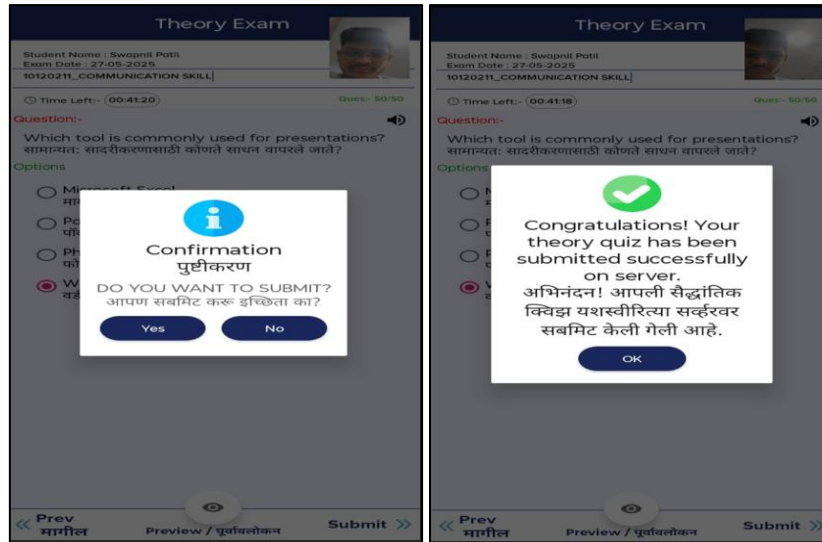 Theory Exam
Student Name : Swapnil Patil
Exam Date : 27-05-2025
10120211_COMMUNICATION SKILL
Time Left:- 00:41:20
Ques:- 50/50
Question:-
Which tool is commonly used for presentations?
सामान्यत: सादरीकरणासाठी कोणते साधन वापरले जाते?
Options
Microsoft Excel
Confirmation
पुष्टीकरण
DO YOU WANT TO SUBMIT?
आपण सबमिट करू इच्छिता का?
Yes
No
Prev
मागील
Preview / पूर्वावलोकन
Submit
Theory Exam
Student Name : Swapnil Patil
Exam Date : 27-05-2025
10120211_COMMUNICATION SKILL
Time Left:- 00:41:18
Ques:- 50/50
Question:-
Which tool is commonly used for presentations?
सामान्यत: सादरीकरणासाठी कोणते साधन वापरले जाते?
Options
Congratulations! Your
theory quiz has been
submitted successfully
on server.
अभिनंदन! आपली सैद्धांतिक
क्विझ यशस्वीरित्या सर्व्हरवर
सबमिट केली गेली आहे.
OK
Prev
मागील
Preview / पूर्वावलोकन
Submit